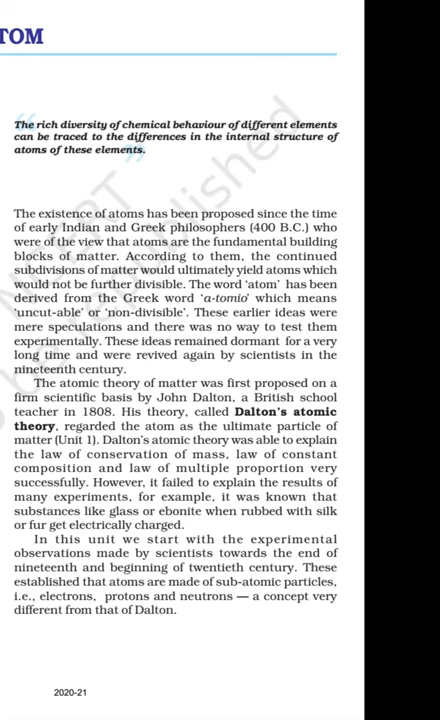 TOM
The rich diversity of chemical behaviour of different elements
can be traced to the differences in the internal structure of
atoms of these elements.
The existence of atoms has been proposed since the time
of early Indian and Greek philosophers (400 B.C.) who
were of the view that atoms are the fundamental building
blocks of matter. According to them, the continued
subdivisions of matter would ultimately yield atoms which
would not be further divisible. The word ‘atom’ has been
derived from the Greek word ‘a-tomio’ which means
‘uncut-able’ or ‘non-divisible’. These earlier ideas were
mere speculations and there was no way to test them
experimentally. These ideas remained dormant for a very
long time and were revived again by scientists in the
nineteenth century.
The atomic theory of matter was first proposed on a
firm scientific basis by John Dalton, a British school
teacher in 1808. His theory, called Dalton’s atomic
theory, regarded the atom as the ultimate particle of
matter (Unit 1). Dalton’s atomic theory was able to explain
the law of conservation of mass, law of constant
composition and law of multiple proportion very
successfully. However, it failed to explain the results of
many experiments, for example, it was known that
substances like glass or ebonite when rubbed with silk
or fur get electrically charged.
In this unit we start with the experimental
observations made by scientists towards the end of
nineteenth and beginning of twentieth century. These
established that atoms are made of sub-atomic particles,
i.e., electrons, protons and neutrons — a concept very
different from that of Dalton.
2020-21